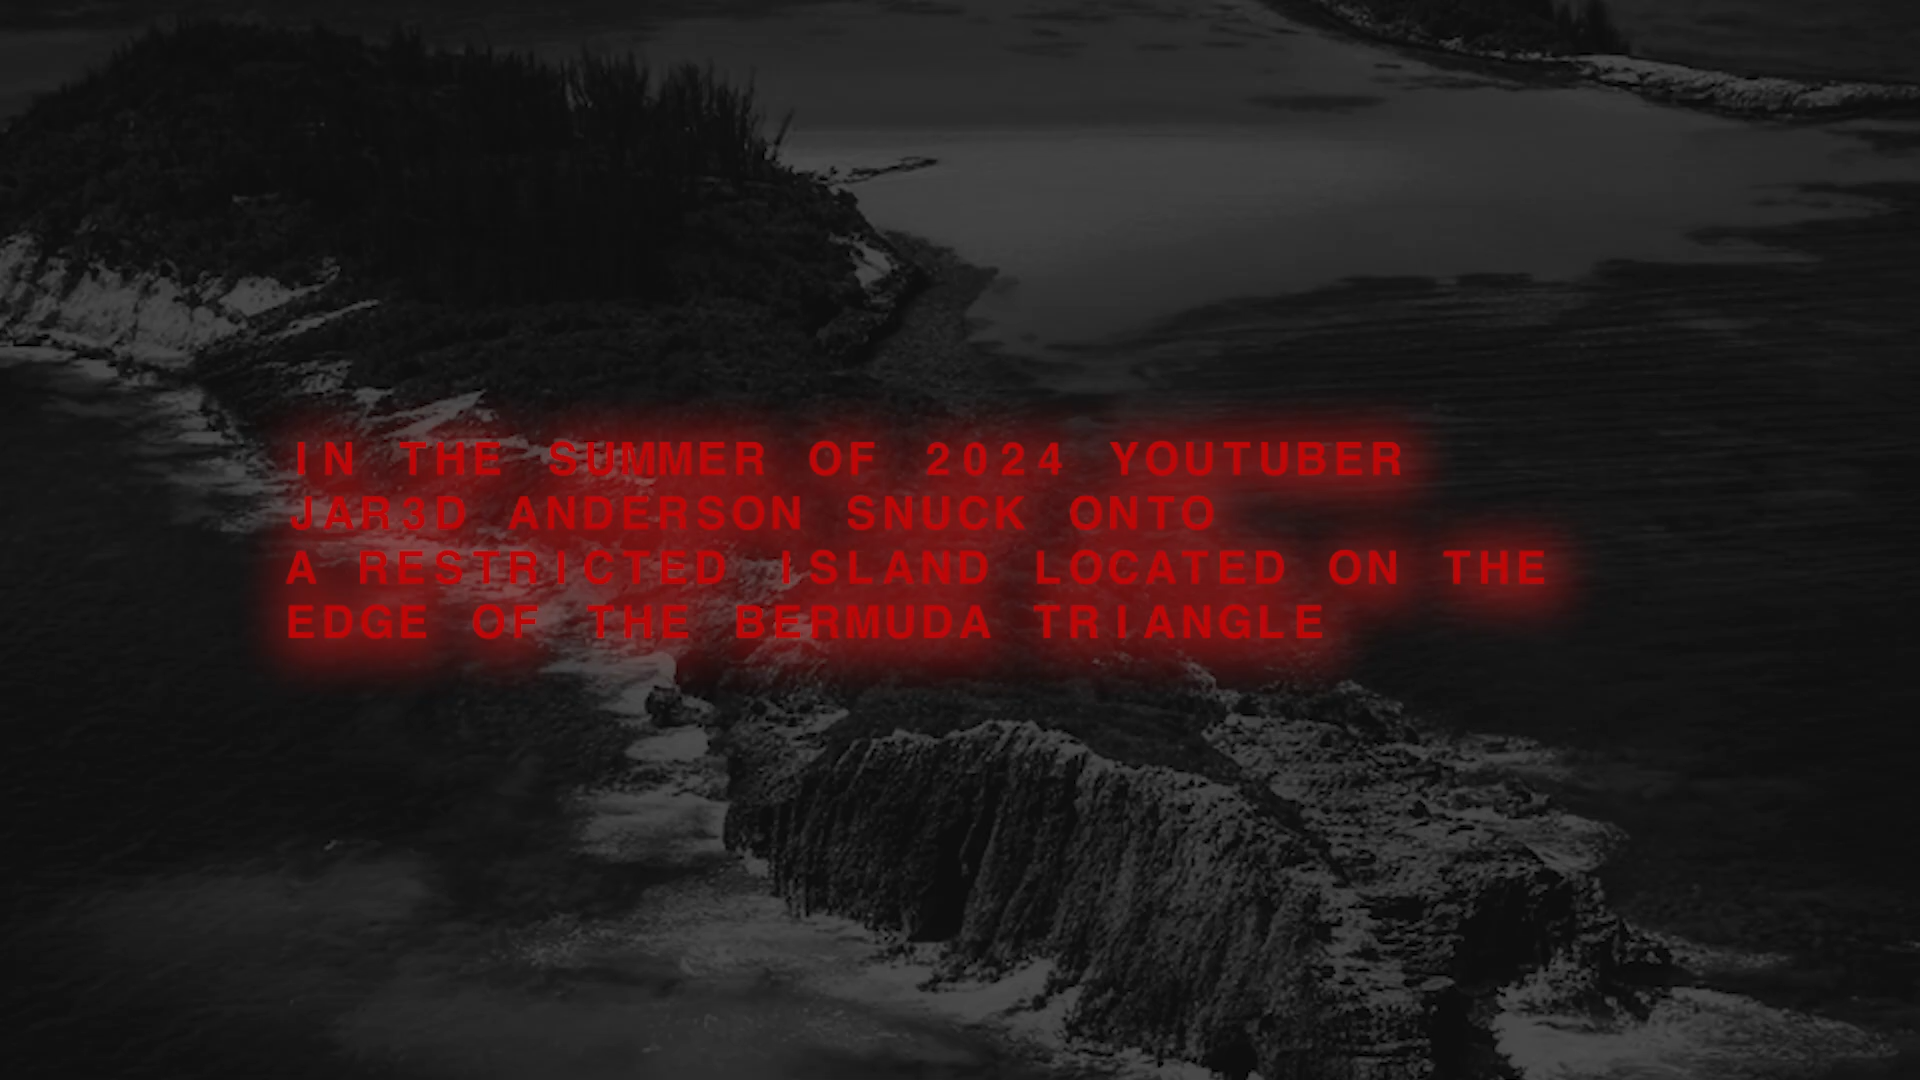 IN THE SUMMER OF 2024 YOUTUBER
JAR3D ANDERSON SNUCK ONTO
A RESTRICTED ISLAND LOCATED ON THE
EDGE OF THE BERMUDA TRIANGLE